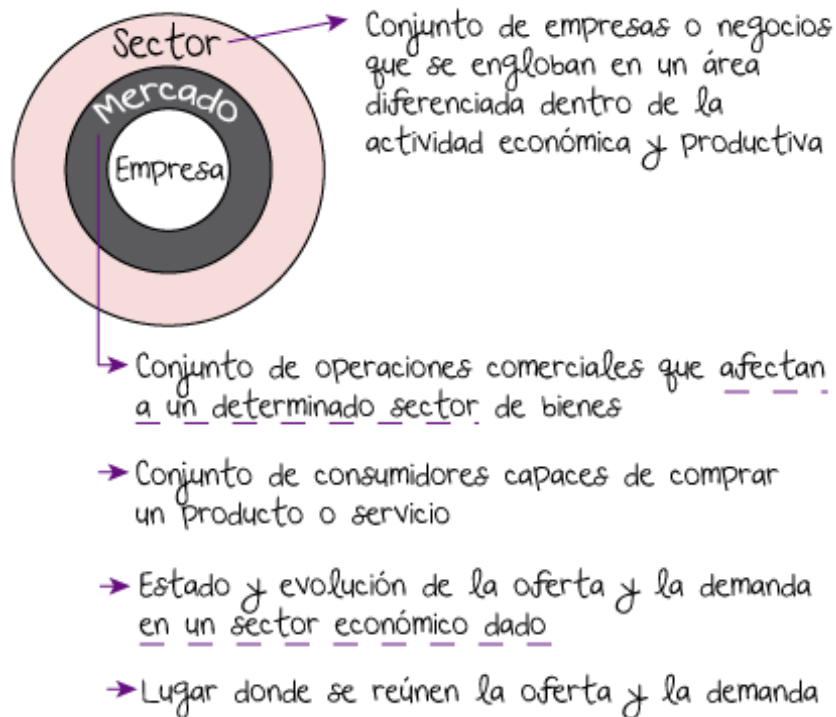 Sector
Mercado
Empresa
Conjunto de empresas o negocios
que se engloban en un área
diferenciada dentro de la
actividad económica y productiva
Conjunto de operaciones comerciales que afectan
a un determinado sector de bienes
Conjunto de consumidores capaces de comprar
un producto o servicio
Estado y evolución de la oferta y la demanda
en un sector económico dado
Lugar donde se reúnen la oferta y la demanda